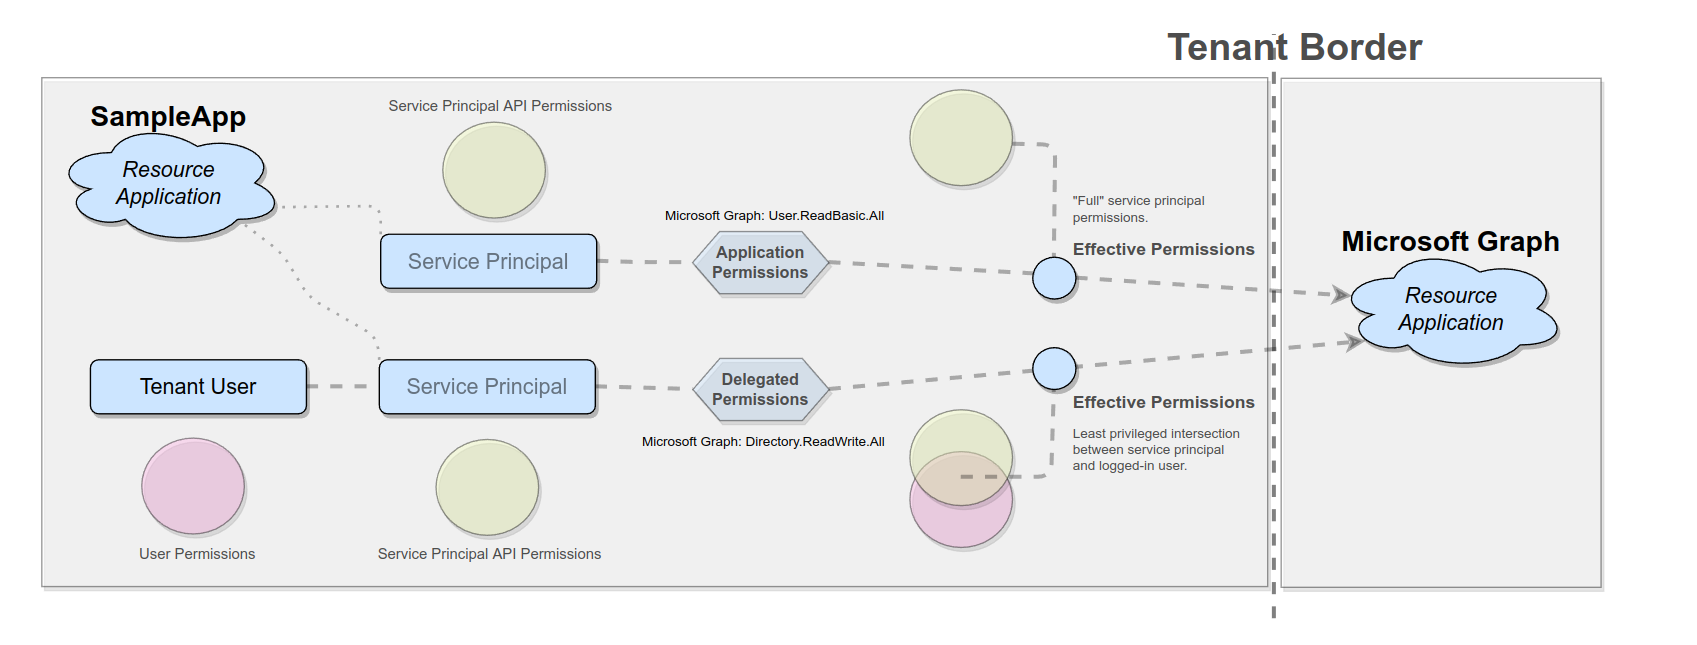 Tenant Border
SampleApp
Resource
Application
Service Principal API Permissions
"Full" service principal
permissions.
Microsoft Graph: User.ReadBasic.All
Service Principal
Application
Permissions
Effective Permissions
Microsoft Graph
Resource
Application
Tenant User
Service Principal
Delegated
Permissions
Effective Permissions
Microsoft Graph: Directory.ReadWrite.All
Least privileged intersection
between service principal
and logged-in user.
User Permissions
Service Principal API Permissions